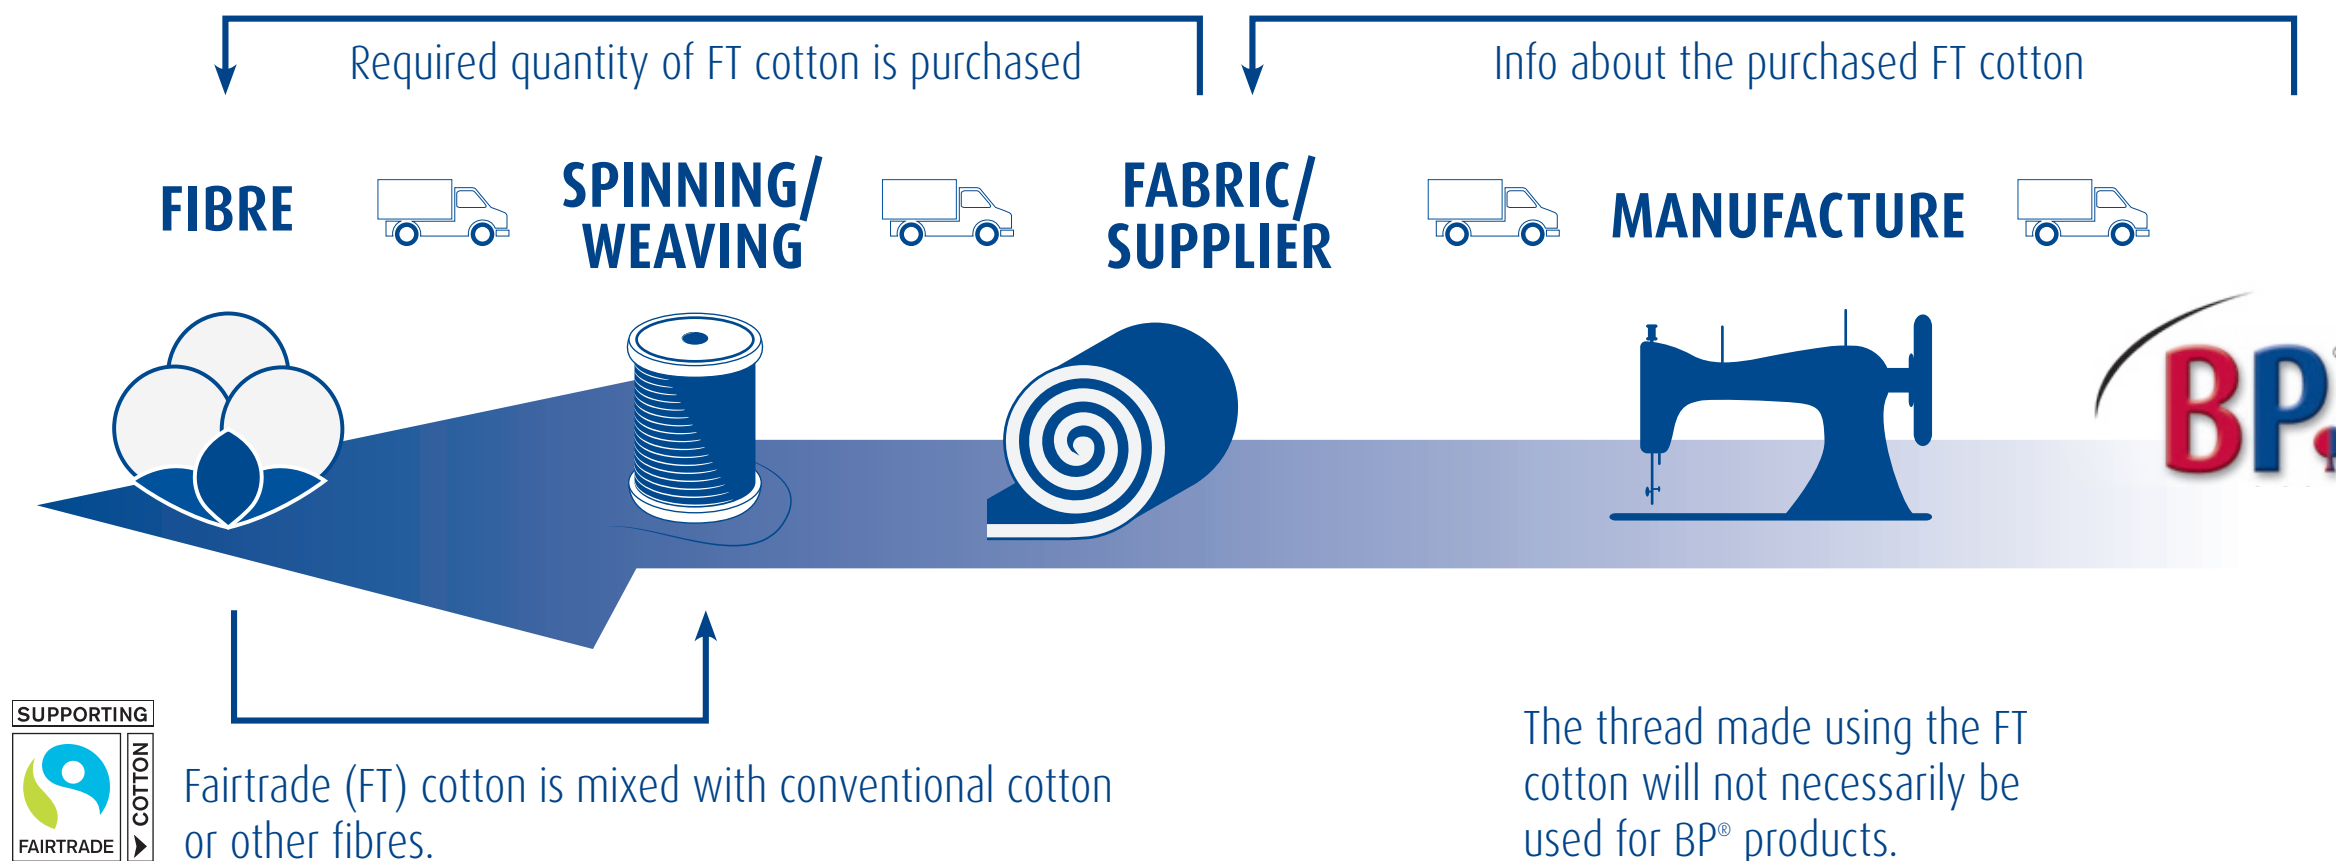 Required quantity of FT cotton is purchased
Info about the purchased FT cotton
FIBRE
SPINNING/
WEAVING
FABRIC/
SUPPLIER
MANUFACTURE
BP
SUPPORTING
COTTON
FAIRTRADE
Fairtrade (FT) cotton is mixed with conventional cotton
or other fibres.
The thread made using the FT
cotton will not necessarily be
used for BP® products.